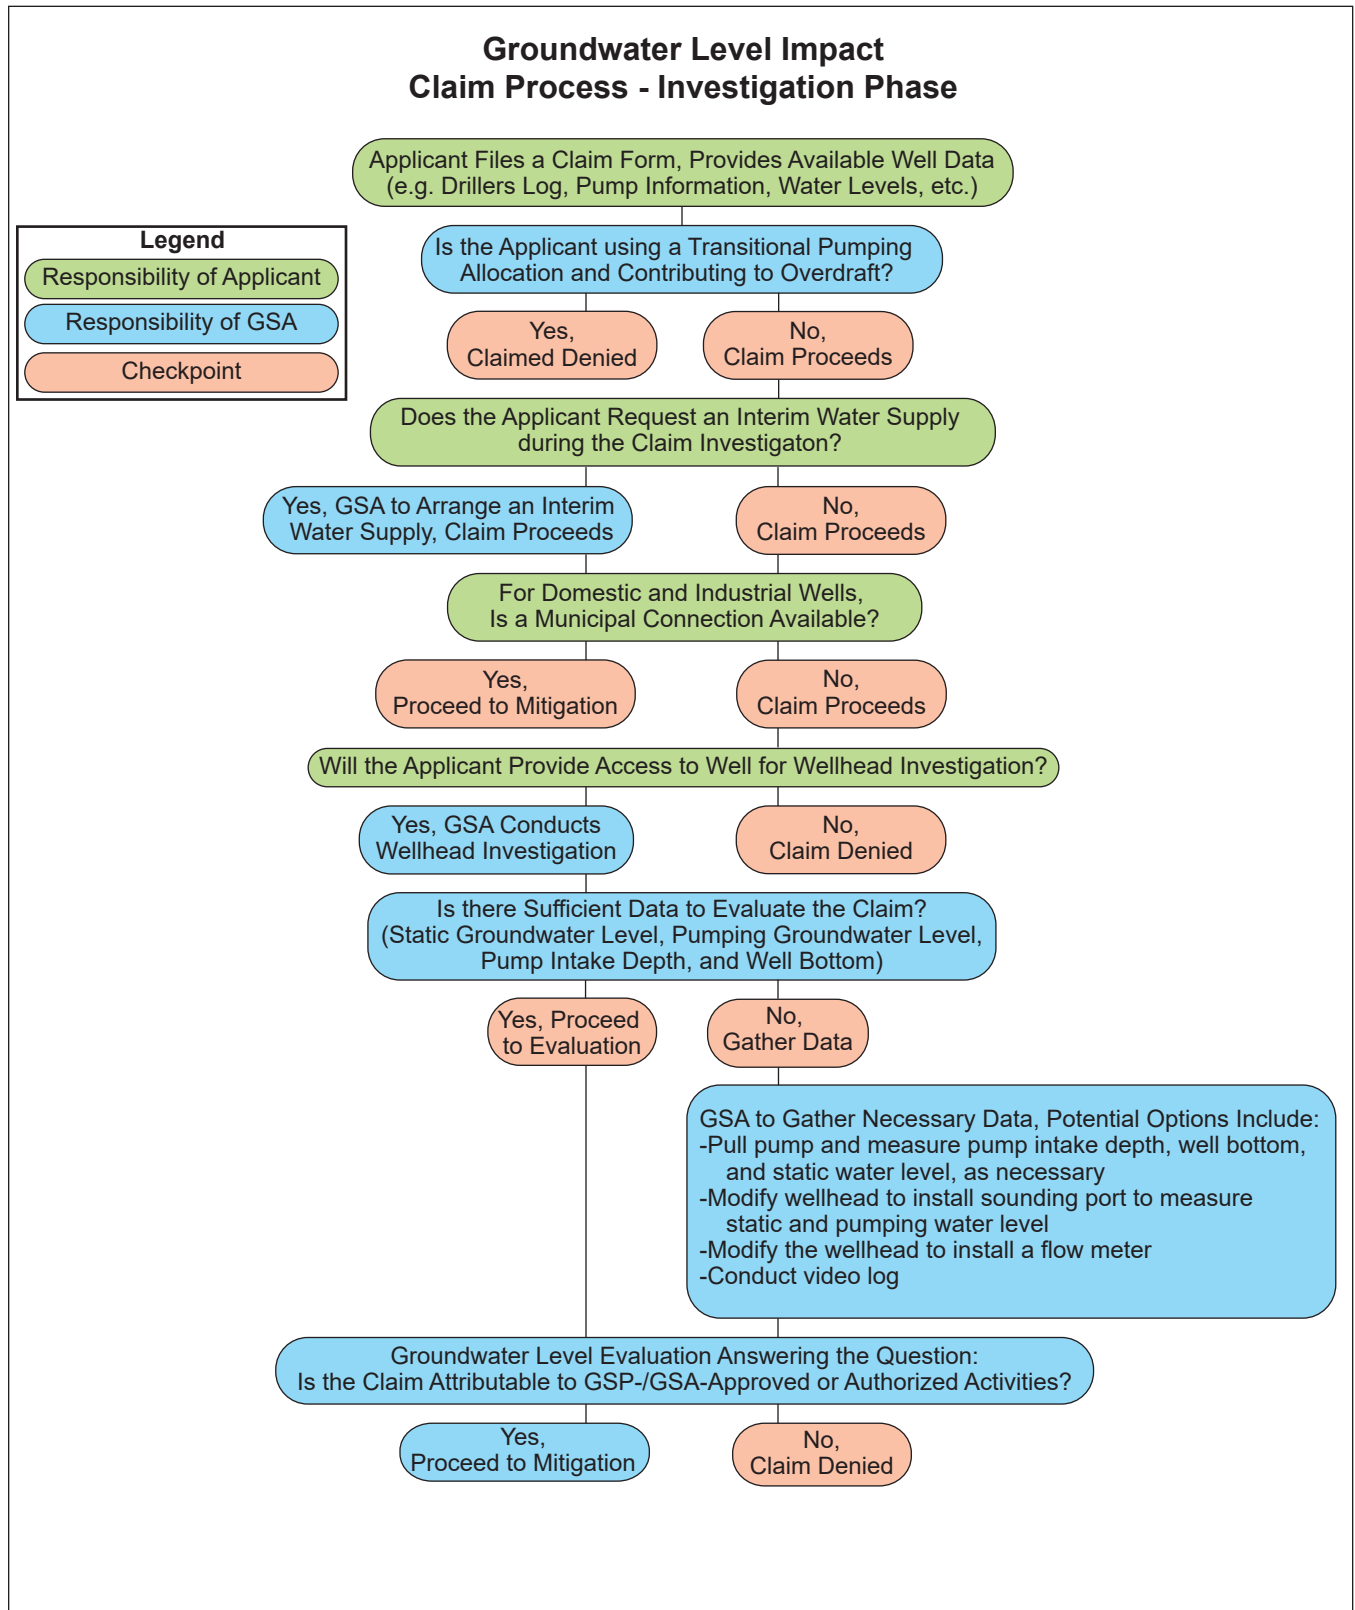 Groundwater Level Impact
Claim Process - Investigation Phase
Applicant Files a Claim Form, Provides Available Well Data
(e.g. Drillers Log, Pump Information, Water Levels, etc.)
Legend
Responsibility of Applicant
Responsibility of GSA
Checkpoint
Is the Applicant using a Transitional Pumping
Allocation and Contributing to Overdraft?
Yes,
Claimed Denied
No,
Claim Proceeds
Does the Applicant Request an Interim Water Supply
during the Claim Investigaton?
Yes, GSA to Arrange an Interim
Water Supply, Claim Proceeds
No,
Claim Proceeds
For Domestic and Industrial Wells,
Is a Municipal Connection Available?
Yes,
Proceed to Mitigation
No,
Claim Proceeds
Will the Applicant Provide Access to Well for Wellhead Investigation?
Yes, GSA Conducts
Wellhead Investigation
No,
Claim Denied
Is there Sufficient Data to Evaluate the Claim?
(Static Groundwater Level, Pumping Groundwater Level,
Pump Intake Depth, and Well Bottom)
Yes, Proceed
to Evaluation
No,
Gather Data
GSA to Gather Necessary Data, Potential Options Include:
-Pull pump and measure pump intake depth, well bottom,
and static water level, as necessary
-Modify wellhead to install sounding port to measure
static and pumping water level
-Modify the wellhead to install a flow meter
-Conduct video log
Groundwater Level Evaluation Answering the Question:
Is the Claim Attributable to GSP-/GSA-Approved or Authorized Activities?
Yes,
Proceed to Mitigation
No,
Claim Denied